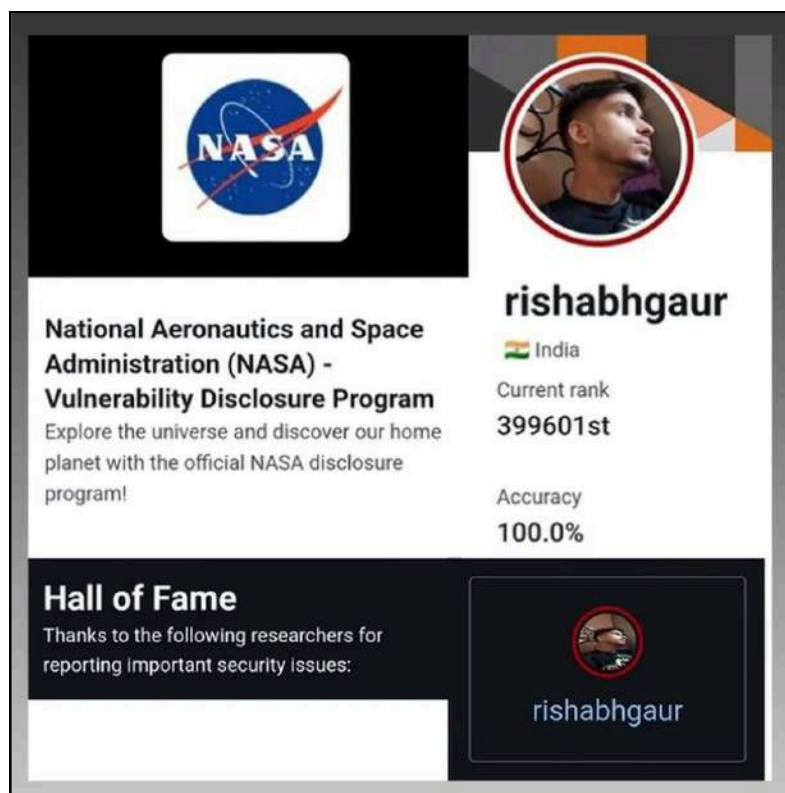 NASA
National Aeronautics and Space
Administration (NASA) -
Vulnerability Disclosure Program
Explore the universe and discover our home
planet with the official NASA disclosure
program!
rishabhgaur
India
Current rank
399601st
Accuracy
100.0%
Hall of Fame
Thanks to the following researchers for
reporting important security issues:
rishabhgaur